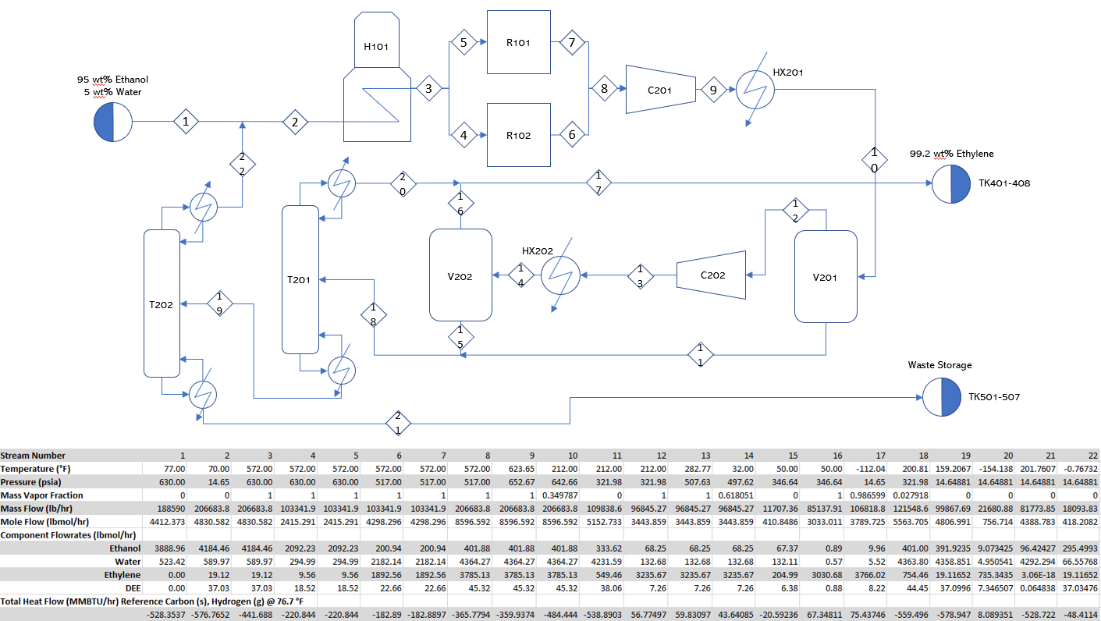 H101
R101
R102
C201
HX201
95 wt% Ethanol
5 wt% Water
1
2
3
5
4
7
6
8
9
10
22
20
17
16
12
99.2 wt% Ethylene
TK401-408
T202
19
T201
18
V202
14
HX202
13
C202
V201
15
11
Waste Storage
TK501-507
21
Stream Number 1 2 3 4 5 6 7 8 9 10 11 12 13 14 15 16 17 18 19 20 21 22
Temperature (°F) 77.00 70.00 572.00 572.00 572.00 572.00 572.00 572.00 623.65 212.00 212.00 212.00 282.77 32.00 50.00 50.00 -112.04 200.81 159.2067 -154.138 201.7607 -0.76732
Pressure (psia) 630.00 14.65 630.00 630.00 630.00 517.00 517.00 517.00 652.67 642.66 321.98 321.98 507.63 497.62 346.64 346.64 14.65 321.98 14.64881 14.64881 14.64881 14.64881
Mass Vapor Fraction 0 0 1 1 1 1 1 1 1 0.349787 0 1 1 0.618051 0 1 0.986599 0.027918 0 0 0 0
Mass Flow (lb/hr) 188590 206683.8 206683.8 103341.9 103341.9 103341.9 103341.9 206683.8 206683.8 206683.8 109838.6 96845.27 96845.27 96845.27 11707.36 85137.91 106818.8 121548.6 99867.69 21680.88 81773.85 18093.83
Mole Flow (lbmol/hr) 4412.373 4830.582 4830.582 2415.291 2415.291 4298.296 4298.296 8596.592 8596.592 8596.592 5152.733 3443.859 3443.859 3443.859 410.8486 3033.011 3789.725 5563.705 4806.991 756.714 4388.783 418.2082
Component Flowrates (lbmol/hr)
Ethanol 3888.96 4184.46 4184.46 2092.23 2092.23 200.94 200.94 401.88 401.88 401.88 333.62 68.25 68.25 68.25 67.37 0.89 9.96 401.00 391.9235 9.073425 96.42427 295.4993
Water 523.42 589.97 589.97 294.99 294.99 2182.14 2182.14 4364.27 4364.27 4364.27 4231.59 132.68 132.68 132.68 132.11 0.57 5.52 4363.80 4358.851 4.950541 4292.294 66.55768
Ethylene 0.00 19.12 19.12 9.56 9.56 1892.56 1892.56 3785.13 3785.13 3785.13 549.46 3235.67 3235.67 3235.67 204.99 3030.68 3766.02 754.46 19.11652 735.3435 3.06E-18 19.11652
DEE 0.00 37.03 37.03 18.52 18.52 22.66 22.66 45.32 45.32 45.32 38.06 7.26 7.26 7.26 6.38 0.88 8.22 44.45 37.0996 7.346507 0.064838 37.03476
Total Heat Flow (MMBTU/hr) Reference Carbon (s), Hydrogen (g) @ 76.7 °F
-528.3537 -576.7652 -441.688 -220.844 -220.844 -182.89 -182.8897 -365.7794 -359.9374 -484.444 -538.8903 56.77497 59.83097 43.64085 -20.59236 67.34811 75.43746 -559.496 -578.947 8.089351 -528.722 -48.4114